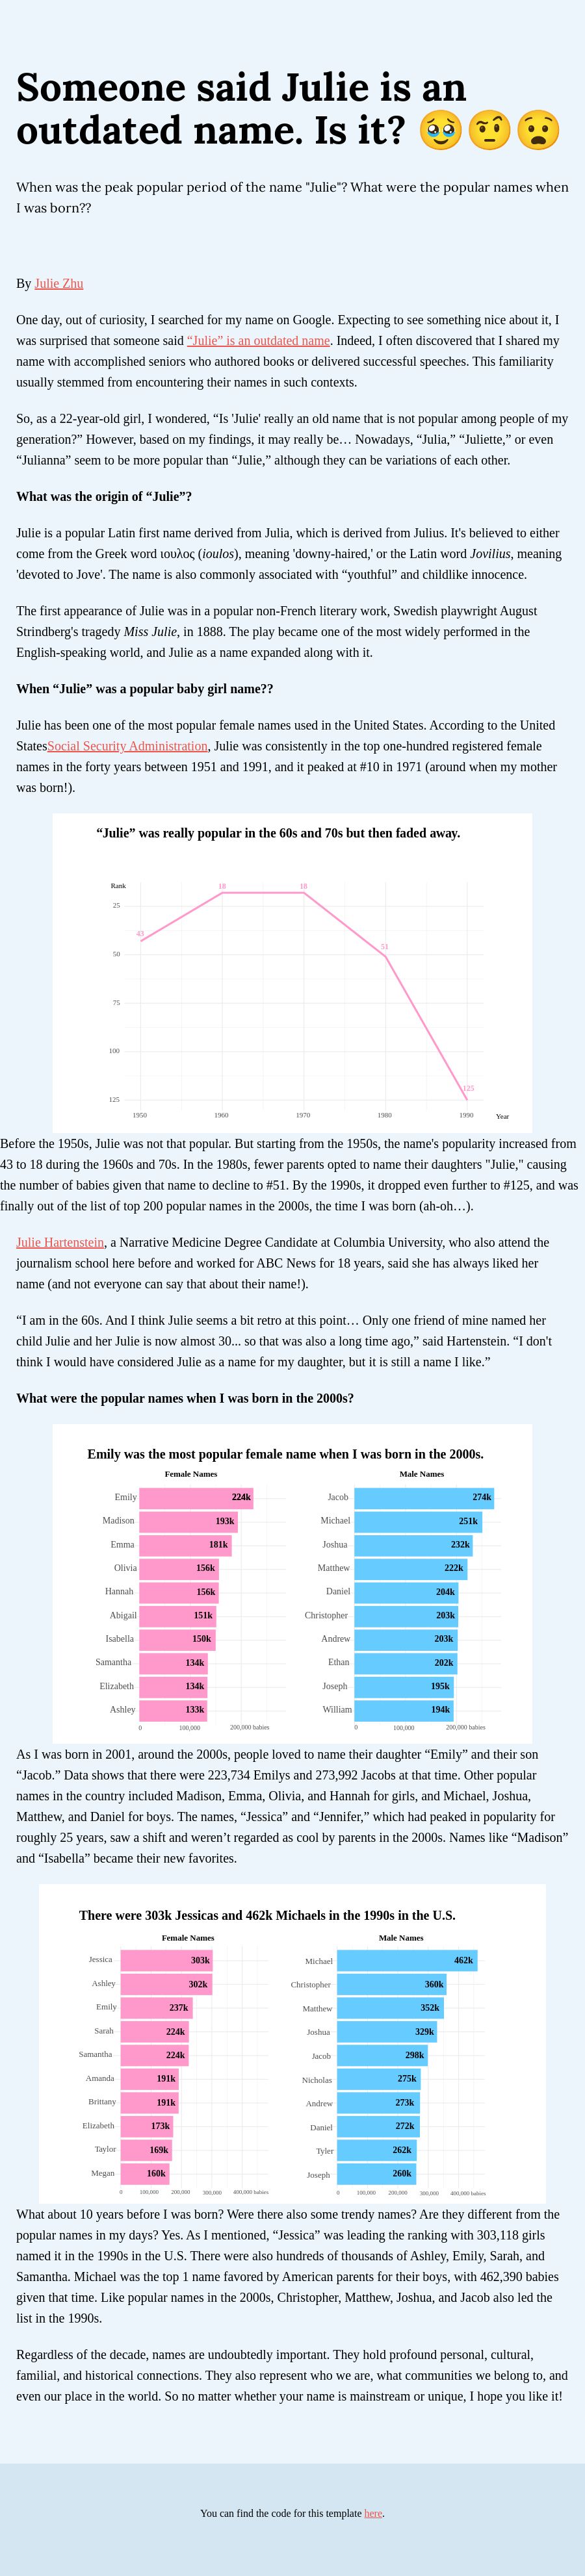 Someone said Julie is an
outdated name. Is it? 🥹🤨😧
When was the peak popular period of the name "Julie"? What were the popular names when
I was born??
By Julie Zhu
One day, out of curiosity, I searched for my name on Google. Expecting to see something nice about it, I
was surprised that someone said “Julie” is an outdated name. Indeed, I often discovered that I shared my
name with accomplished seniors who authored books or delivered successful speeches. This familiarity
usually stemmed from encountering their names in such contexts.
So, as a 22-year-old girl, I wondered, “Is 'Julie' really an old name that is not popular among people of my
generation?” However, based on my findings, it may really be… Nowadays, “Julia,” “Juliette,” or even
“Julianna” seem to be more popular than “Julie,” although they can be variations of each other.
What was the origin of “Julie”?
Julie is a popular Latin first name derived from Julia, which is derived from Julius. It's believed to either
come from the Greek word ιουλος (ioulos), meaning 'downy-haired,' or the Latin word Jovilius, meaning
'devoted to Jove'. The name is also commonly associated with “youthful” and childlike innocence.
The first appearance of Julie was in a popular non-French literary work, Swedish playwright August
Strindberg's tragedy Miss Julie, in 1888. The play became one of the most widely performed in the
English-speaking world, and Julie as a name expanded along with it.
When “Julie” was a popular baby girl name??
Julie has been one of the most popular female names used in the United States. According to the United
StatesSocial Security Administration, Julie was consistently in the top one-hundred registered female
names in the forty years between 1951 and 1991, and it peaked at #10 in 1971 (around when my mother
was born!).
“Julie” was really popular in the 60s and 70s but then faded away.
Rank
25
50
75
100
125
43
18
18
51
125
1950
1960
1970
1980
1990
Year
Before the 1950s, Julie was not that popular. But starting from the 1950s, the name's popularity increased from
43 to 18 during the 1960s and 70s. In the 1980s, fewer parents opted to name their daughters "Julie," causing
the number of babies given that name to decline to #51. By the 1990s, it dropped even further to #125, and was
finally out of the list of top 200 popular names in the 2000s, the time I was born (ah-oh…).
Julie Hartenstein, a Narrative Medicine Degree Candidate at Columbia University, who also attend the
journalism school here before and worked for ABC News for 18 years, said she has always liked her
name (and not everyone can say that about their name!).
“I am in the 60s. And I think Julie seems a bit retro at this point… Only one friend of mine named her
child Julie and her Julie is now almost 30... so that was also a long time ago,” said Hartenstein. “I don't
think I would have considered Julie as a name for my daughter, but it is still a name I like.”
What were the popular names when I was born in the 2000s?
Emily was the most popular female name when I was born in the 2000s.
Female Names
Emily 224k
Madison 193k
Emma 181k
Olivia 156k
Hannah 156k
Abigail 151k
Isabella 150k
Samantha 134k
Elizabeth 134k
Ashley 133k
0 100,000 200,000 babies
Male Names
Jacob 274k
Michael 251k
Joshua 232k
Matthew 222k
Daniel 204k
Christopher 203k
Andrew 203k
Ethan 202k
Joseph 195k
William 194k
0 100,000 200,000 babies
As I was born in 2001, around the 2000s, people loved to name their daughter “Emily” and their son
“Jacob.” Data shows that there were 223,734 Emilys and 273,992 Jacobs at that time. Other popular
names in the country included Madison, Emma, Olivia, and Hannah for girls, and Michael, Joshua,
Matthew, and Daniel for boys. The names, “Jessica” and “Jennifer,” which had peaked in popularity for
roughly 25 years, saw a shift and weren’t regarded as cool by parents in the 2000s. Names like “Madison”
and “Isabella” became their new favorites.
There were 303k Jessicas and 462k Michaels in the 1990s in the U.S.
Female Names
Jessica 303k
Ashley 302k
Emily 237k
Sarah 224k
Samantha 224k
Amanda 191k
Brittany 191k
Elizabeth 173k
Taylor 169k
Megan 160k
0 100,000 200,000 300,000 400,000 babies
Male Names
Michael 462k
Christopher 360k
Matthew 352k
Joshua 329k
Jacob 298k
Nicholas 275k
Andrew 273k
Daniel 272k
Tyler 262k
Joseph 260k
0 100,000 200,000 300,000 400,000 babies
What about 10 years before I was born? Were there also some trendy names? Are they different from the
popular names in my days? Yes. As I mentioned, “Jessica” was leading the ranking with 303,118 girls
named it in the 1990s in the U.S. There were also hundreds of thousands of Ashley, Emily, Sarah, and
Samantha. Michael was the top 1 name favored by American parents for their boys, with 462,390 babies
given that time. Like popular names in the 2000s, Christopher, Matthew, Joshua, and Jacob also led the
list in the 1990s.
Regardless of the decade, names are undoubtedly important. They hold profound personal, cultural,
familial, and historical connections. They also represent who we are, what communities we belong to, and
even our place in the world. So no matter whether your name is mainstream or unique, I hope you like it!
You can find the code for this template here.